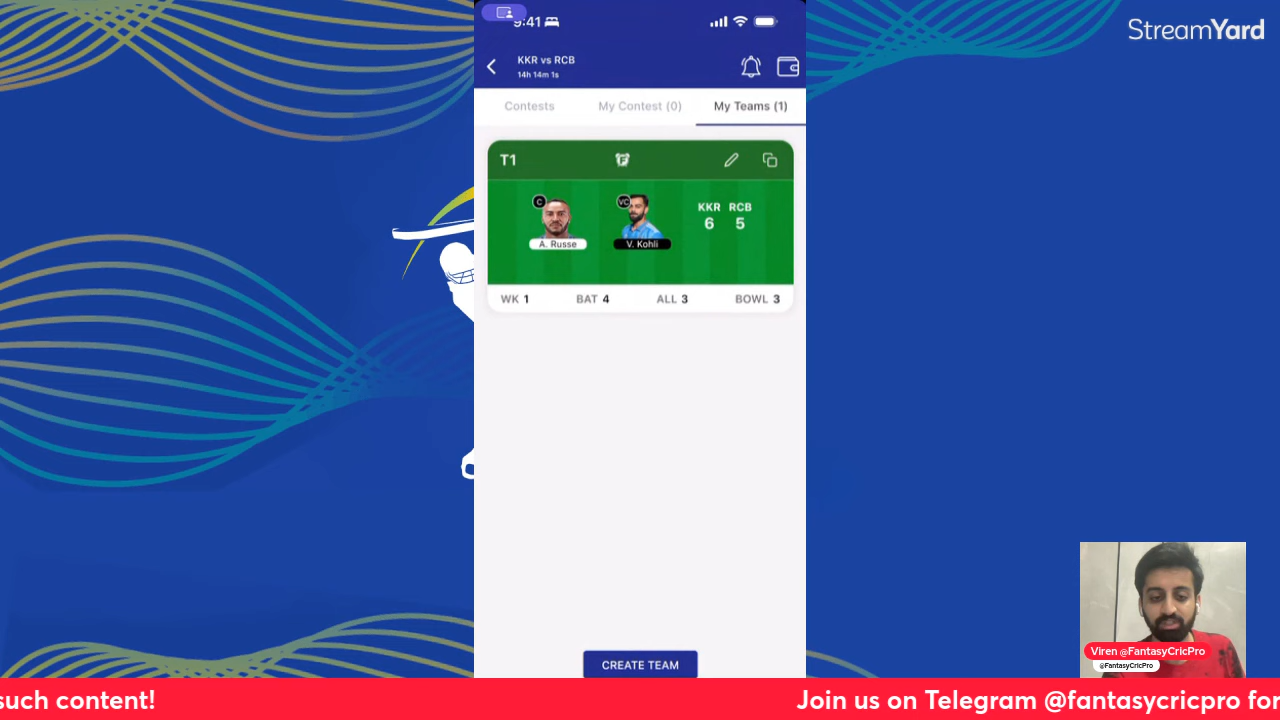 StreamYard
9:41
KKR vs RCB
14h 14m 1s
Contests
My Contest (0)
My Teams (1)
T1
C
VC
A. Russe
V. Kohli
KKR RCB
6 5
WK 1
BAT 4
ALL 3
BOWL 3
CREATE TEAM
Viren @FantasyCricPro
@FantasyCricPro
such content!
Join us on Telegram @fantasycricpro for